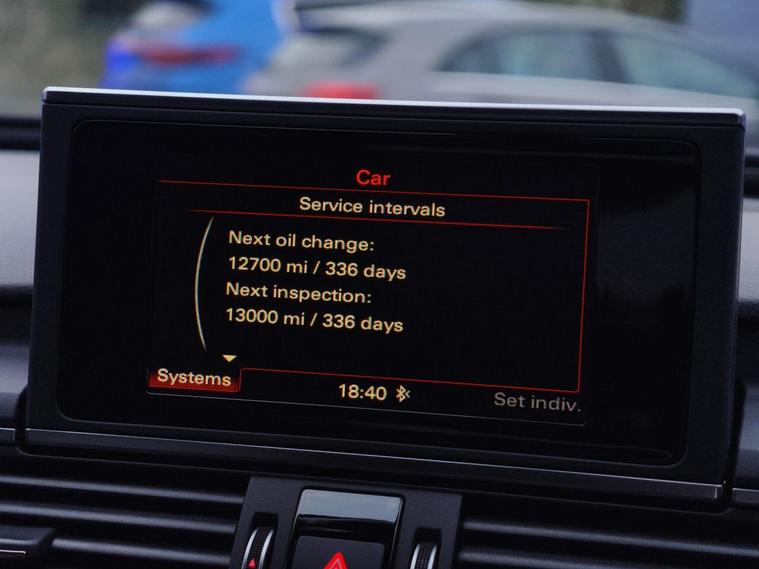 Car
Service intervals
Next oil change:
12700 mi / 336 days
Next inspection:
13000 mi / 336 days
Systems
18:40
Set indiv.